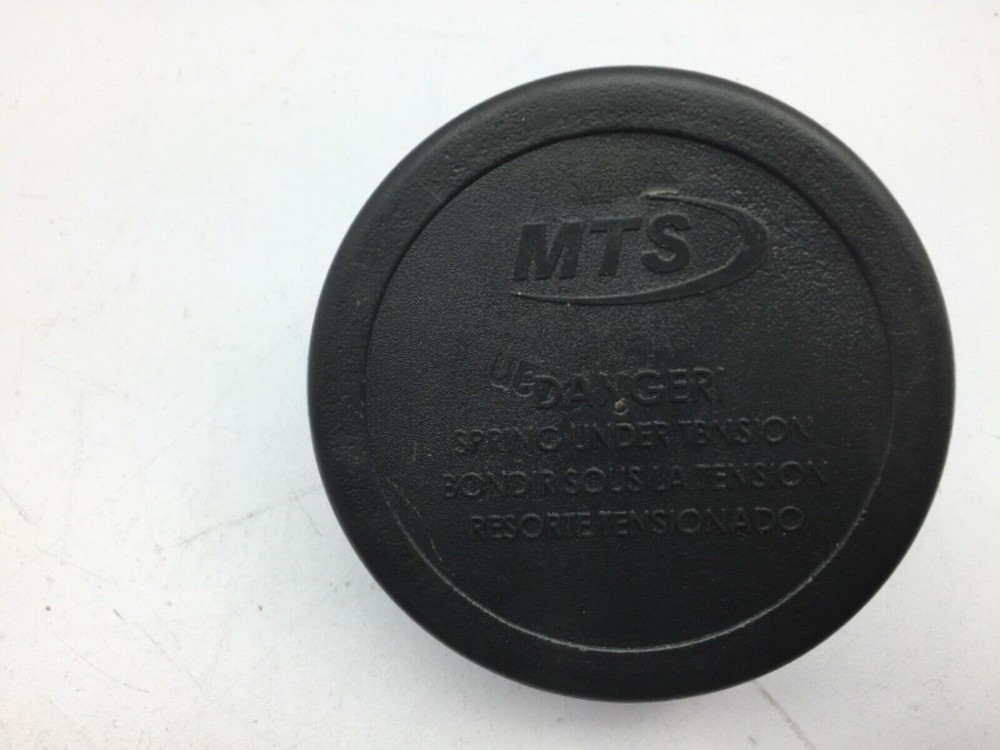 MTS
DANGER!
SPRING UNDER TENSION
BONDIR SOUS LA TENSION
RESORTE TENSIONADO